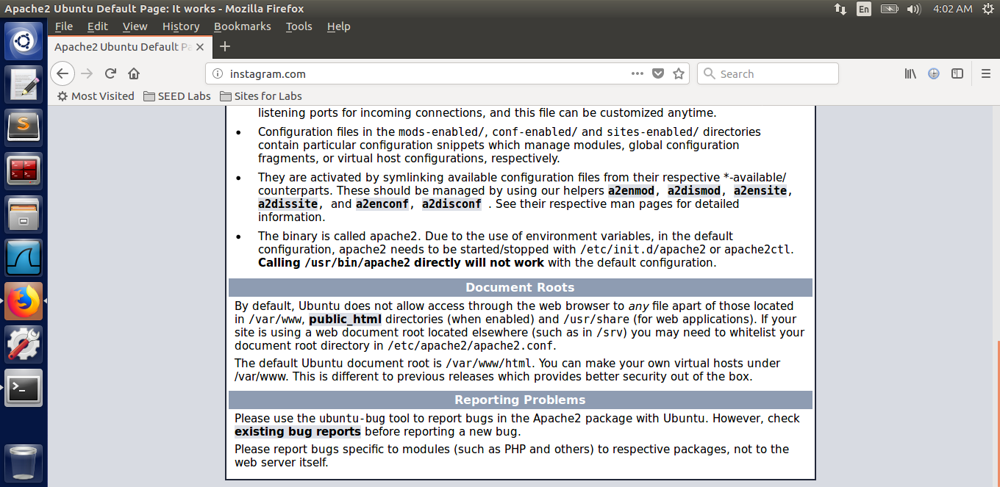 Apache2 Ubuntu Default Page: It works - Mozilla Firefox
En
4:02 AM
File Edit View History Bookmarks Tools Help
Apache2 Ubuntu Default Pa
instagram.com
Search
Most Visited SEED Labs Sites for Labs
listening ports for incoming connections, and this file can be customized anytime.
Configuration files in the mods-enabled/, conf-enabled/ and sites-enabled/ directories
contain particular configuration snippets which manage modules, global configuration
fragments, or virtual host configurations, respectively.
They are activated by symlinking available configuration files from their respective *-available/
counterparts. These should be managed by using our helpers a2enmod, a2dismod, a2ensite,
a2dissite, and a2enconf, a2disconf . See their respective man pages for detailed
information.
The binary is called apache2. Due to the use of environment variables, in the default
configuration, apache2 needs to be started/stopped with /etc/init.d/apache2 or apache2ctl.
Calling /usr/bin/apache2 directly will not work with the default configuration.
Document Roots
By default, Ubuntu does not allow access through the web browser to any file apart of those located
in /var/www, public_html directories (when enabled) and /usr/share (for web applications). If your
site is using a web document root located elsewhere (such as in /srv) you may need to whitelist your
document root directory in /etc/apache2/apache2.conf.
The default Ubuntu document root is /var/www/html. You can make your own virtual hosts under
/var/www. This is different to previous releases which provides better security out of the box.
Reporting Problems
Please use the ubuntu-bug tool to report bugs in the Apache2 package with Ubuntu. However, check
existing bug reports before reporting a new bug.
Please report bugs specific to modules (such as PHP and others) to respective packages, not to the
web server itself.